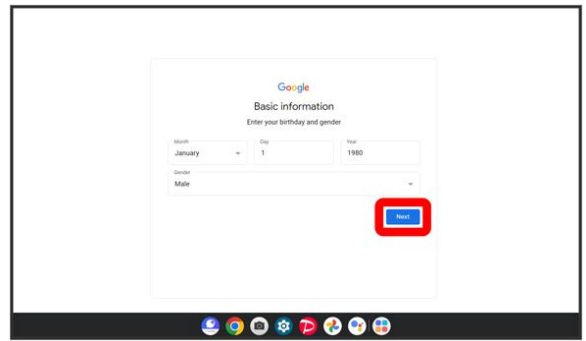 Google
Basic information
Enter your birthday and gender
Month Day Year
January 1 1980
Gender
Male
Next